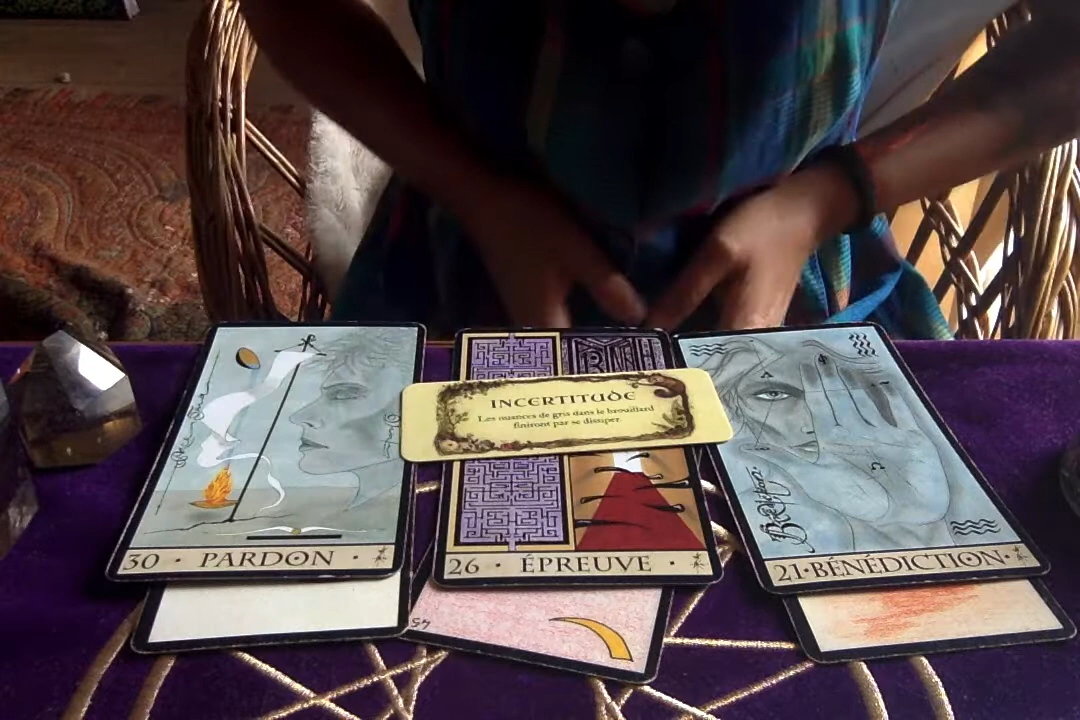 INCERTITUDE
Les nuances de gris dans le brouillard
finiront par se dissiper.
30 · PARDON ·
26 · ÉPREUVE ·
21 · BÉNÉDICTION ·